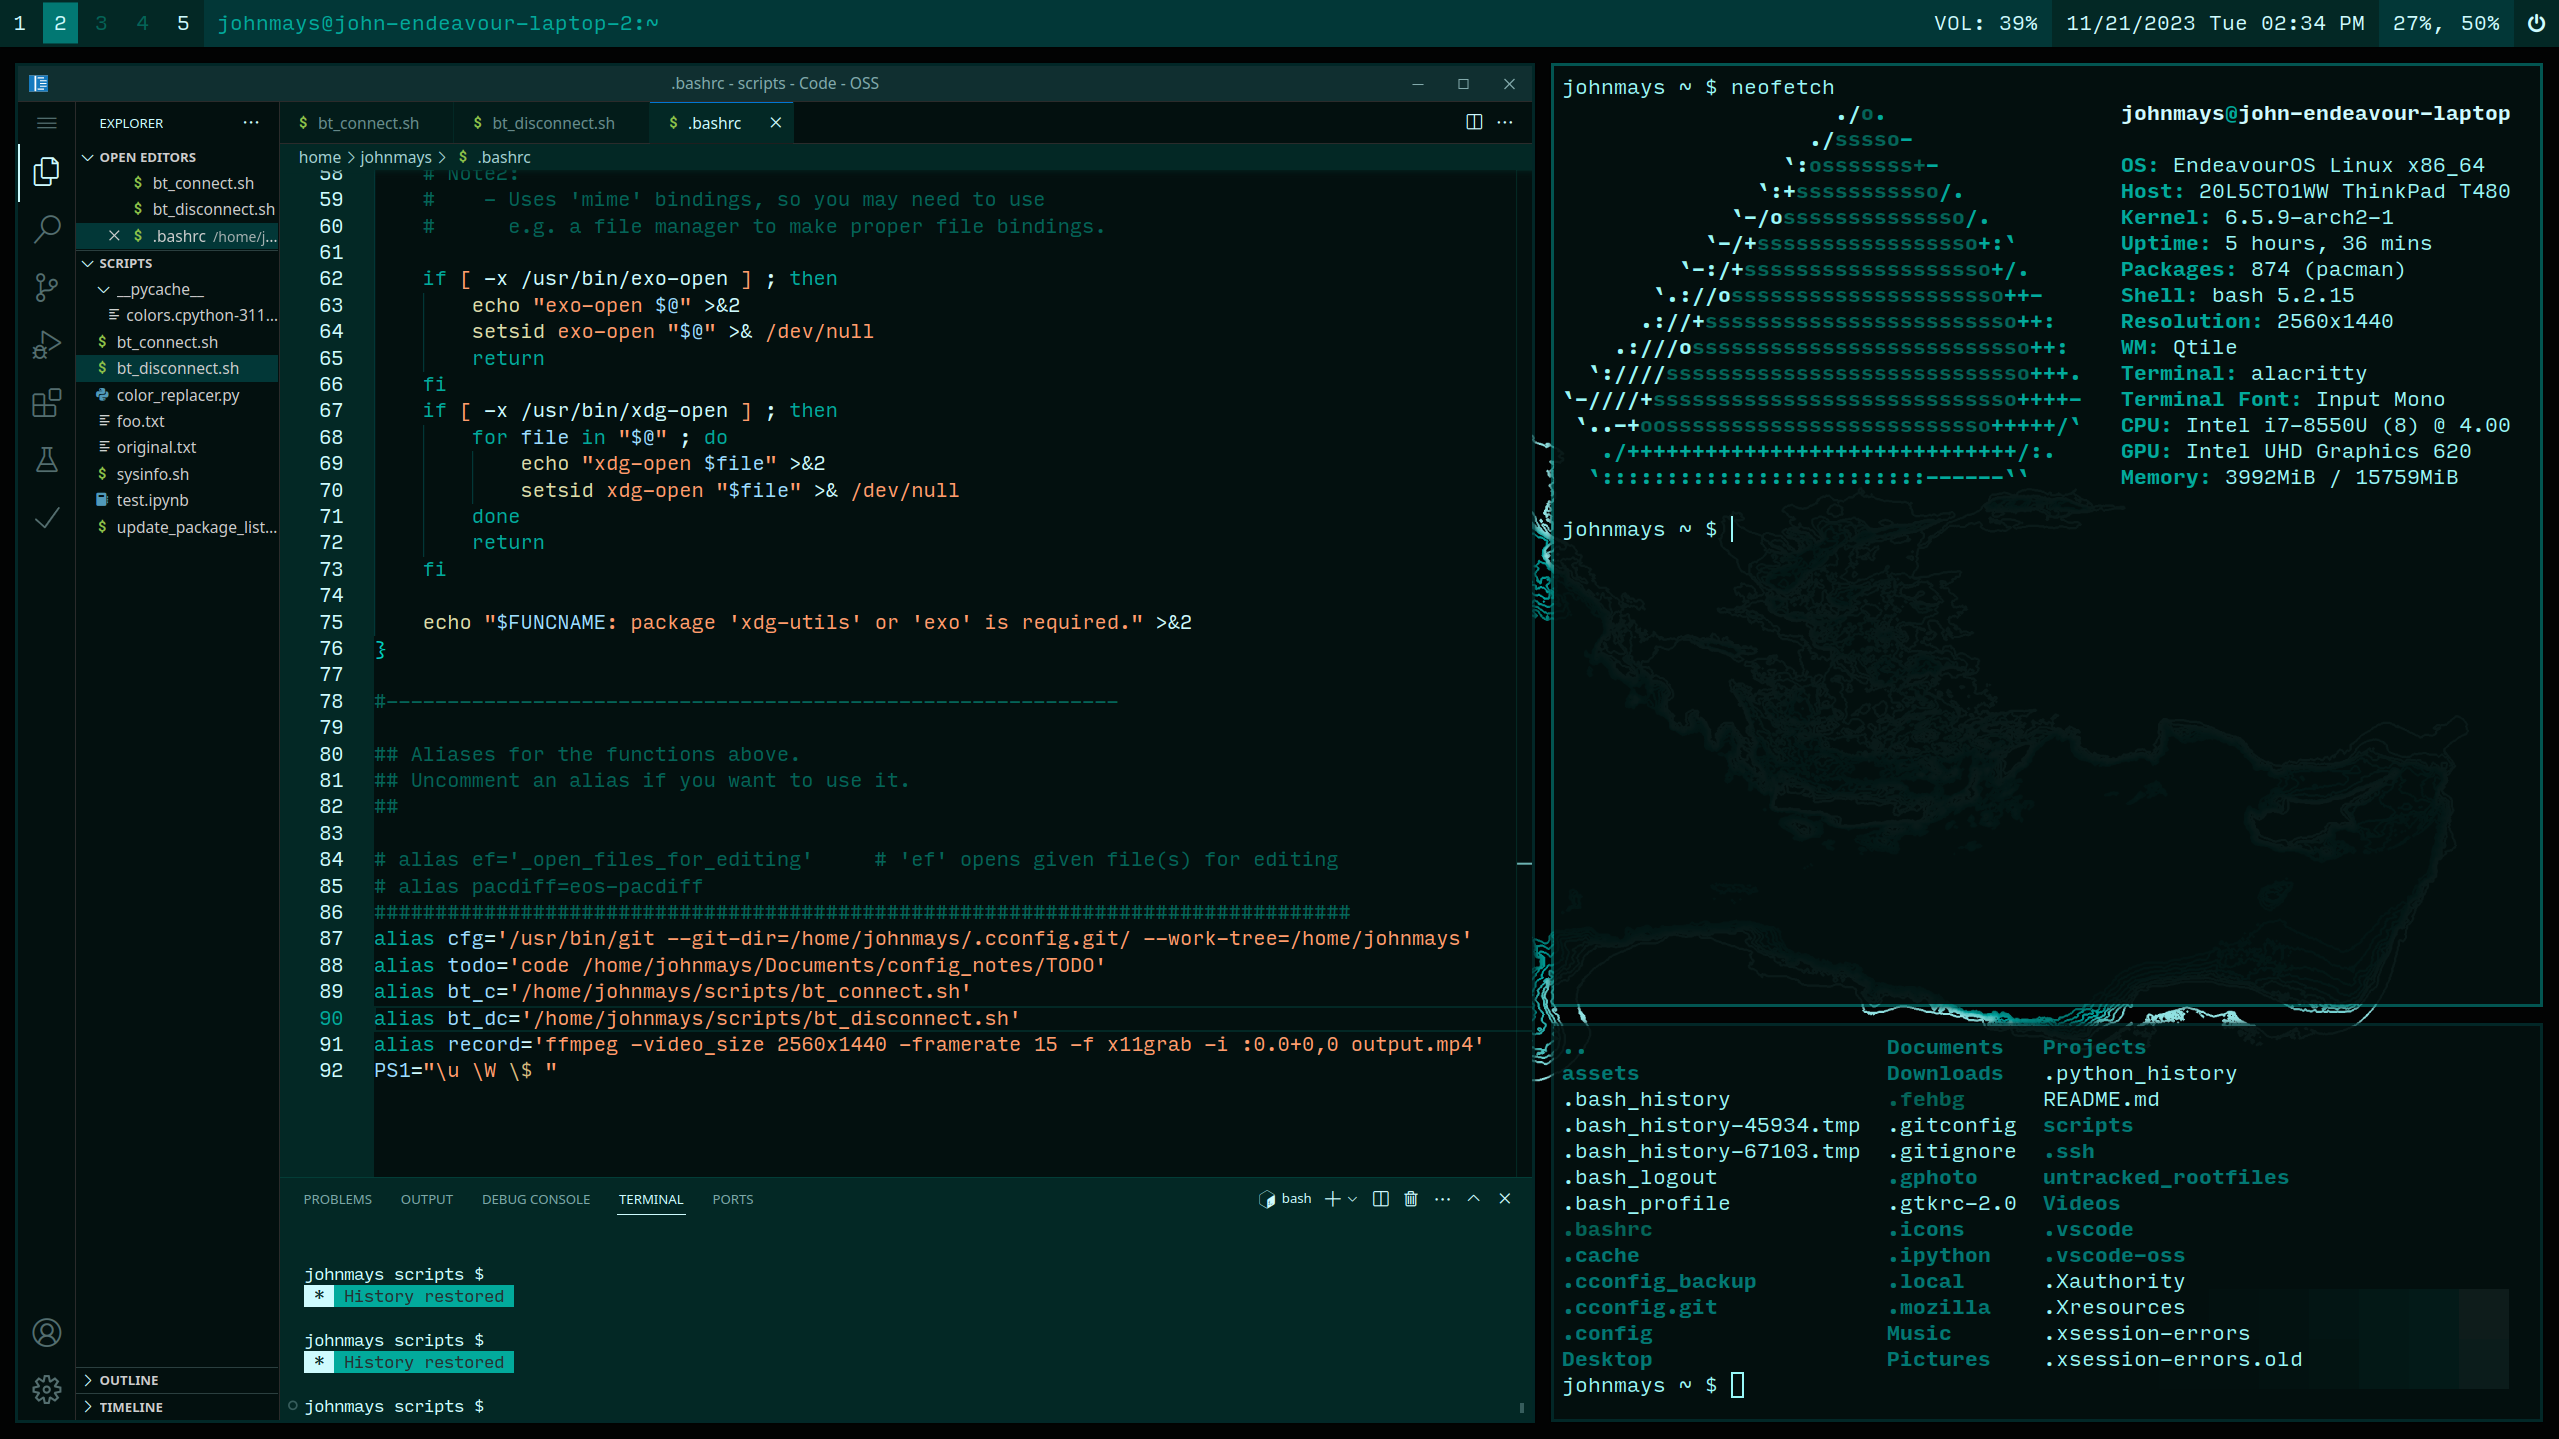 1 2 3 4 5 johnmays@john-endeavour-laptop-2:~ VOL: 39% 11/21/2023 Tue 02:34 PM 27%, 50%
.bashrc - scripts - Code - OSS
EXPLORER
OPEN EDITORS
$ bt_connect.sh
$ bt_disconnect.sh
$ .bashrc /home/j...
SCRIPTS
__pycache__
colors.cpython-311...
$ bt_connect.sh
$ bt_disconnect.sh
color_replacer.py
foo.txt
original.txt
$ sysinfo.sh
test.ipynb
$ update_package_list...
OUTLINE
TIMELINE
$ bt_connect.sh $ bt_disconnect.sh $ .bashrc
home > johnmays > $ .bashrc
58 # Note2:
59 #    - Uses 'mime' bindings, so you may need to use
60 #      e.g. a file manager to make proper file bindings.
61
62 if [ -x /usr/bin/exo-open ] ; then
63 echo "exo-open $@" >&2
64 setsid exo-open "$@" >& /dev/null
65 return
66 fi
67 if [ -x /usr/bin/xdg-open ] ; then
68 for file in "$@" ; do
69 echo "xdg-open $file" >&2
70 setsid xdg-open "$file" >& /dev/null
71 done
72 return
73 fi
74
75 echo "$FUNCNAME: package 'xdg-utils' or 'exo' is required." >&2
76 }
77
78 #------------------------------------------------------------
79
80 ## Aliases for the functions above.
81 ## Uncomment an alias if you want to use it.
82 ##
83
84 # alias ef='_open_files_for_editing'     # 'ef' opens given file(s) for editing
85 # alias pacdiff=eos-pacdiff
86 ################################################################################
87 alias cfg='/usr/bin/git --git-dir=/home/johnmays/.cconfig.git/ --work-tree=/home/johnmays'
88 alias todo='code /home/johnmays/Documents/config_notes/TODO'
89 alias bt_c='/home/johnmays/scripts/bt_connect.sh'
90 alias bt_dc='/home/johnmays/scripts/bt_disconnect.sh'
91 alias record='ffmpeg -video_size 2560x1440 -framerate 15 -f x11grab -i :0.0+0,0 output.mp4'
92 PS1="\u \W \$ "
PROBLEMS OUTPUT DEBUG CONSOLE TERMINAL PORTS bash
johnmays scripts $
* History restored
johnmays scripts $
* History restored
johnmays scripts $
johnmays ~ $ neofetch
./o.
./sssso-
`:osssssss+-
`:+sssssssssso/.
`-/ossssssssssssso/.
`-/+sssssssssssssssso+:`
`-:/+sssssssssssssssssso+/.
`.://osssssssssssssssssssso++-
.://+ssssssssssssssssssssssso++:
.:///ossssssssssssssssssssssssso++:
`:////ssssssssssssssssssssssssssso+++.
`-////+ssssssssssssssssssssssssssso++++-
`..-+oosssssssssssssssssssssssso+++++/`
./++++++++++++++++++++++++++++++/:.
`:::::::::::::::::::::::::------``
johnmays@john-endeavour-laptop
OS: EndeavourOS Linux x86_64
Host: 20L5CTO1WW ThinkPad T480
Kernel: 6.5.9-arch2-1
Uptime: 5 hours, 36 mins
Packages: 874 (pacman)
Shell: bash 5.2.15
Resolution: 2560x1440
WM: Qtile
Terminal: alacritty
Terminal Font: Input Mono
CPU: Intel i7-8550U (8) @ 4.00
GPU: Intel UHD Graphics 620
Memory: 3992MiB / 15759MiB
johnmays ~ $
.. Documents Projects
assets Downloads .python_history
.bash_history .fehbg README.md
.bash_history-45934.tmp .gitconfig scripts
.bash_history-67103.tmp .gitignore .ssh
.bash_logout .gphoto untracked_rootfiles
.bash_profile .gtkrc-2.0 Videos
.bashrc .icons .vscode
.cache .ipython .vscode-oss
.cconfig_backup .local .Xauthority
.cconfig.git .mozilla .Xresources
.config Music .xsession-errors
Desktop Pictures .xsession-errors.old
johnmays ~ $